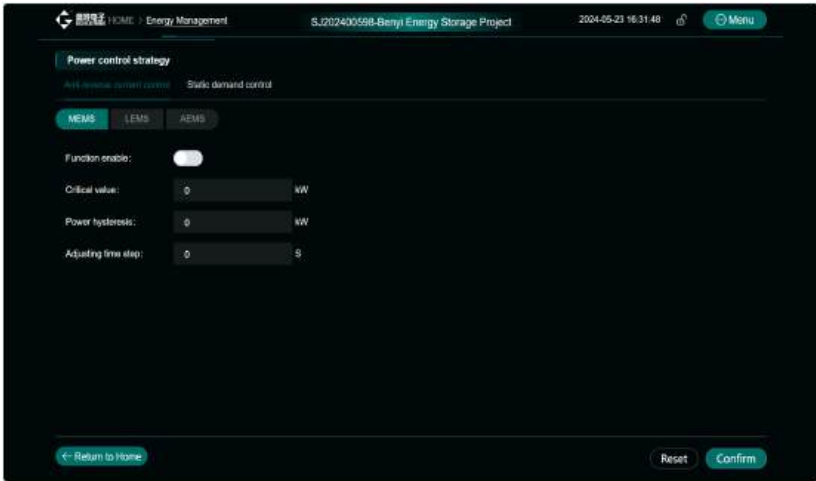 HOME > Energy Management
SJ202400598-Benyi Energy Storage Project
2024-05-23 16:31:48
Menu
Power control strategy
Anti-reverse current control
Static demand control
MEMS
LEMS
AEMS
Function enable:
Critical value:
0
kW
Power hysteresis:
0
kW
Adjusting time step:
0
S
← Return to Home
Reset
Confirm